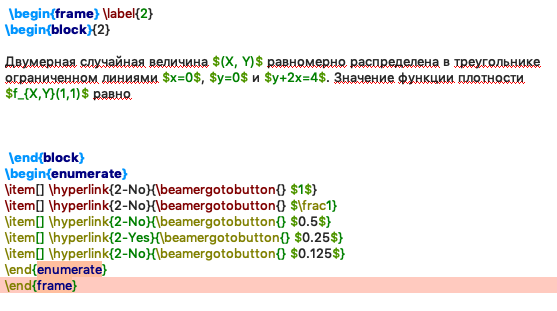 \begin{frame} \label{2}
\begin{block}{2}
Двумерная случайная величина $(X, Y)$ равномерно распределена в треугольнике
ограниченном линиями $x=0$, $y=0$ и $y+2x=4$. Значение функции плотности
$f_{X,Y}(1,1)$ равно
\end{block}
\begin{enumerate}
\item[] \hyperlink{2-No}{\beamergotobutton{} $1$}
\item[] \hyperlink{2-No}{\beamergotobutton{} $\frac1}
\item[] \hyperlink{2-No}{\beamergotobutton{} $0.5$}
\item[] \hyperlink{2-Yes}{\beamergotobutton{} $0.25$}
\item[] \hyperlink{2-No}{\beamergotobutton{} $0.125$}
\end{enumerate}
\end{frame}